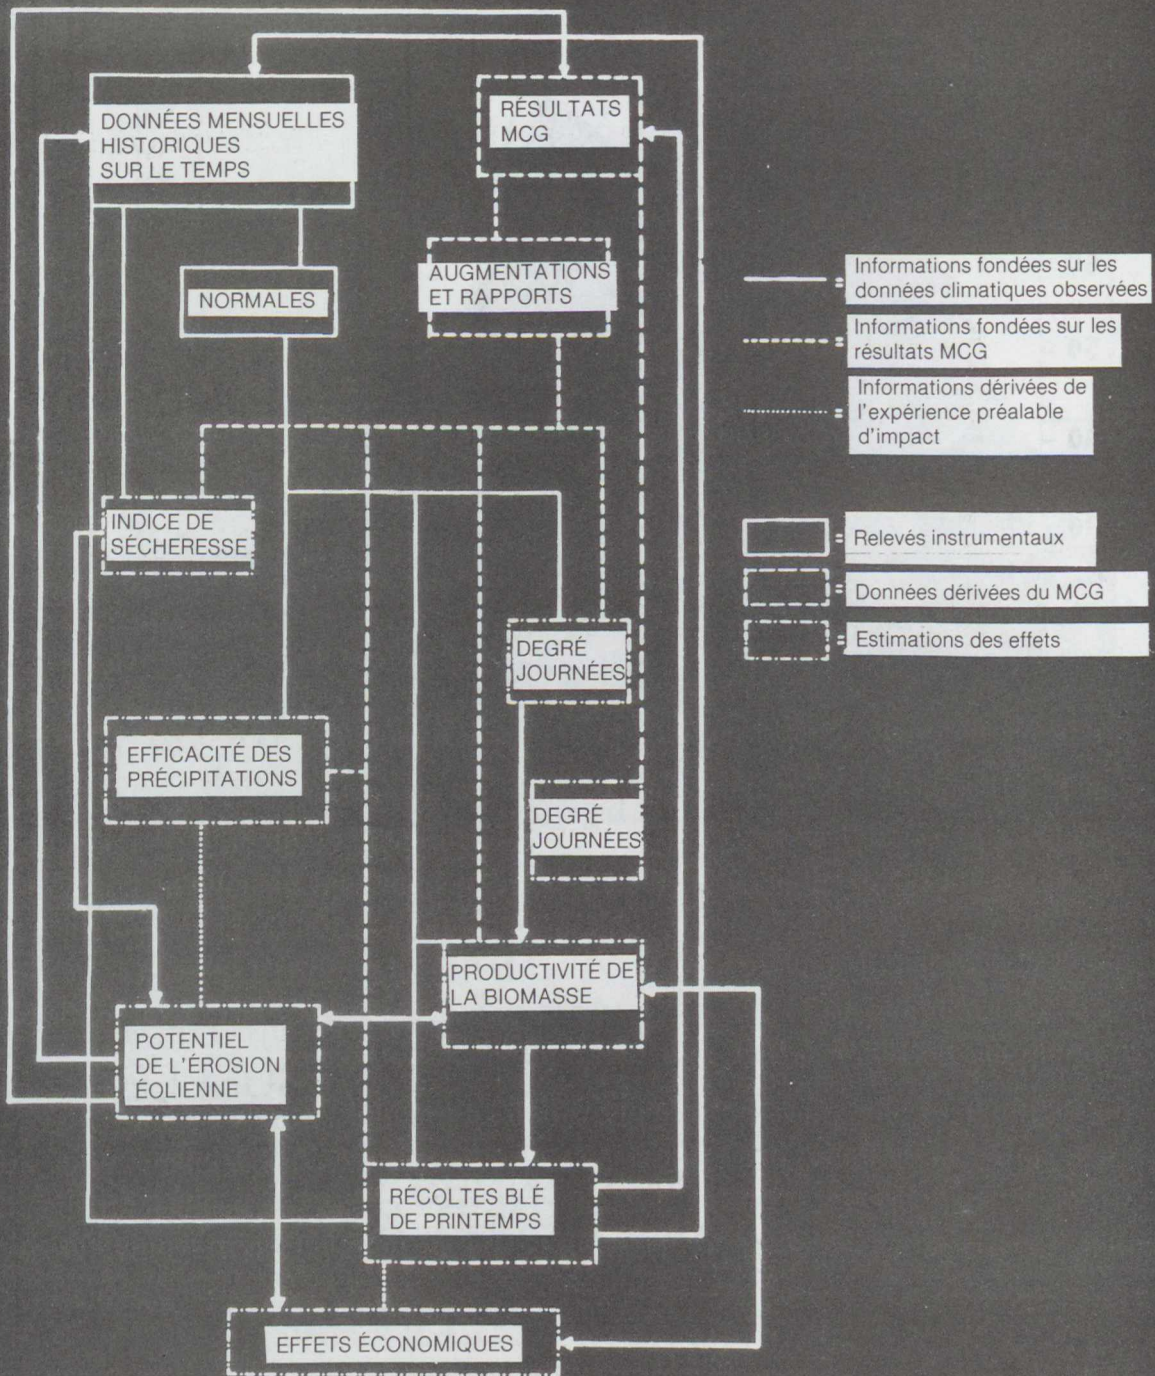 DONNÉES MENSUELLES
HISTORIQUES
SUR LE TEMPS
RÉSULTATS
MCG
NORMALES
AUGMENTATIONS
ET RAPPORTS
INDICE DE
SÉCHERESSE
DEGRÉ
JOURNÉES
EFFICACITÉ DES
PRÉCIPITATIONS
DEGRÉ
JOURNÉES
PRODUCTIVITÉ DE
LA BIOMASSE
POTENTIEL
DE L'ÉROSION
ÉOLIENNE
RÉCOLTES BLÉ
DE PRINTEMPS
EFFETS ÉCONOMIQUES
= Informations fondées sur les
données climatiques observées
= Informations fondées sur les
résultats MCG
= Informations dérivées de
l'expérience préalable
d'impact
= Relevés instrumentaux
= Données dérivées du MCG
= Estimations des effets